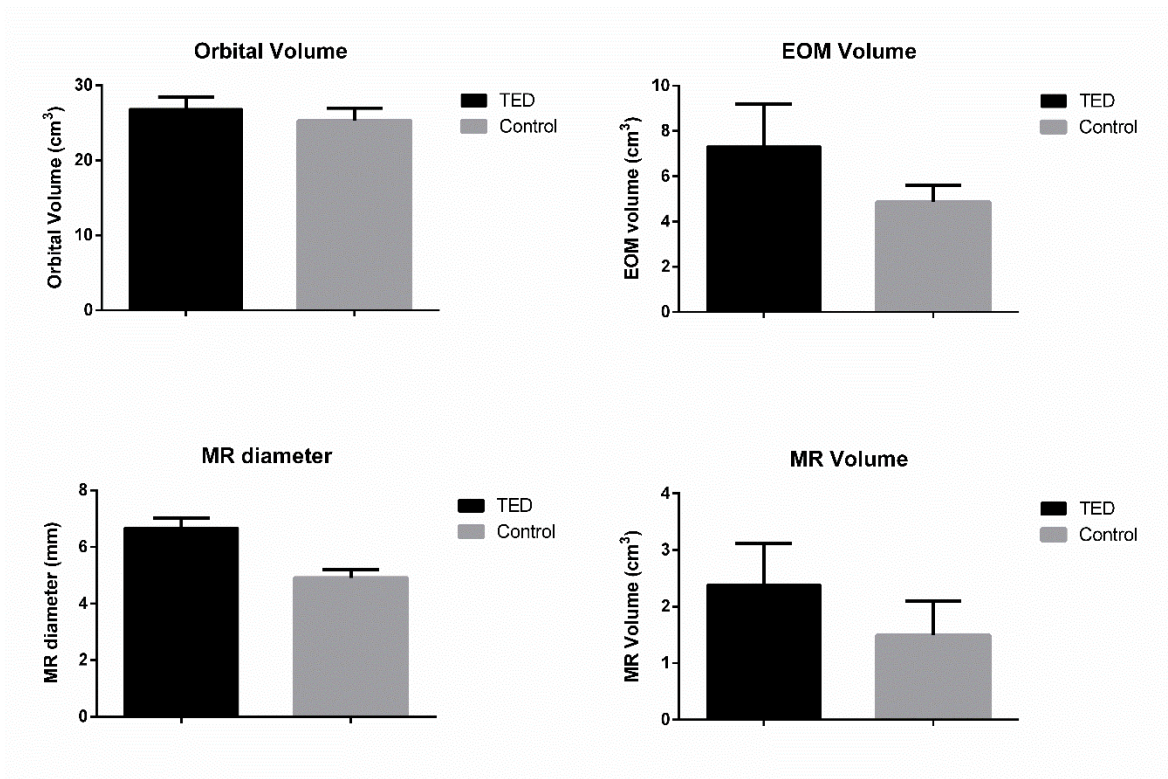 Orbital Volume
Orbital Volume (cm³)
30
20
10
0
TED
Control
EOM Volume
EOM volume (cm³)
10
8
6
4
2
0
TED
Control
MR diameter
MR diameter (mm)
8
6
4
2
0
TED
Control
MR Volume
MR Volume (cm³)
4
3
2
1
0
TED
Control